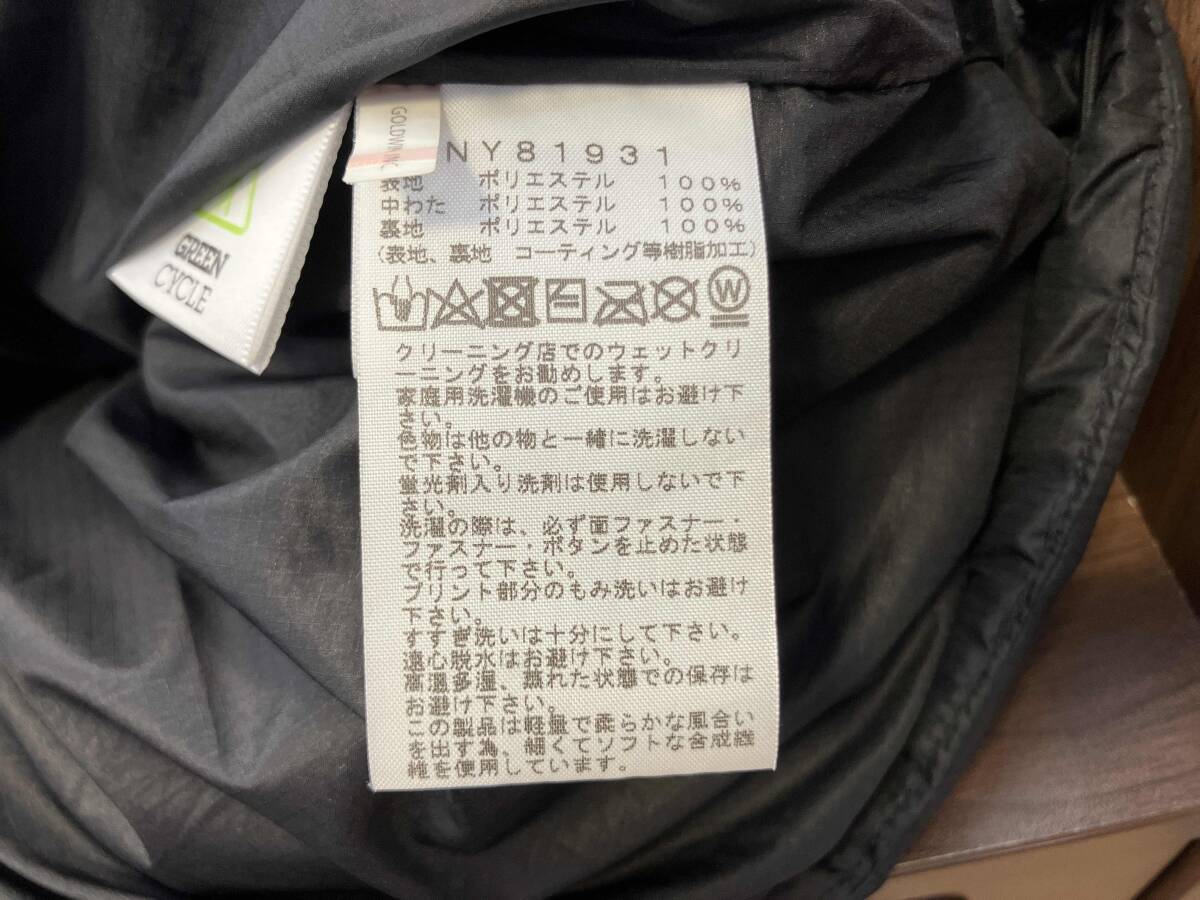 GOLDWIN INC
NY81931
表地 ポリエステル 100%
中わた ポリエステル 100%
裏地 ポリエステル 100%
(表地、裏地 コーティング等樹脂加工)
W
クリーニング店でのウェットクリ
ーニングをお勧めします。
家庭用洗濯機のご使用はお避け下
さい。
色物は他の物と一緒に洗濯しない
で下さい。
蛍光剤入り洗剤は使用しないで下
さい。
洗濯の際は、必ず面ファスナー・
ファスナー・ボタンを止めた状態
で行って下さい。
プリント部分のもみ洗いはお避け
下さい。
すすぎ洗いは十分にして下さい。
遠心脱水はお避け下さい。
高温多湿、蒸れた状態での保存は
お避け下さい。
この製品は軽量で柔らかな風合い
を出す為、細くてソフトな合成繊
維を使用しています。
GREEN
CYCLE